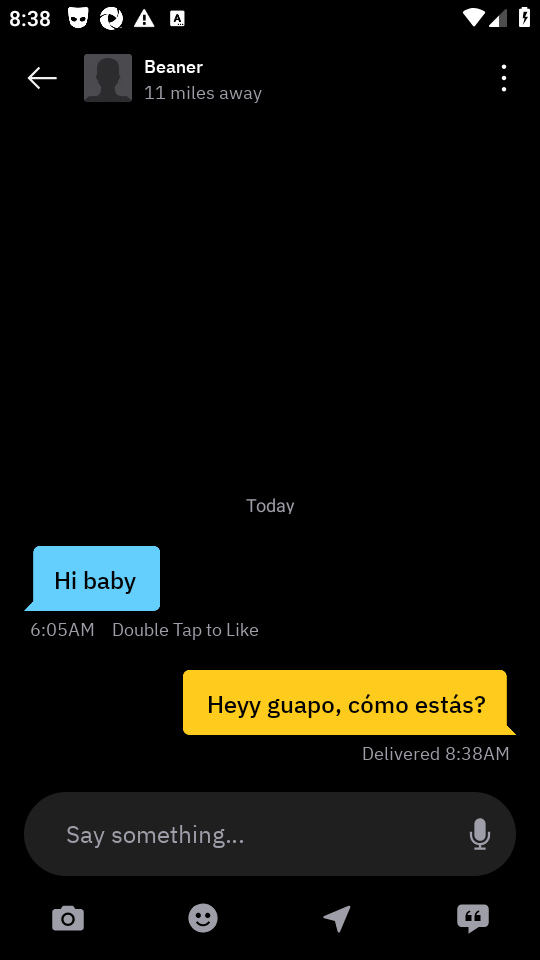 8:38
Beaner
11 miles away
Today
Hi baby
6:05AM Double Tap to Like
Heyy guapo, cómo estás?
Delivered 8:38AM
Say something...